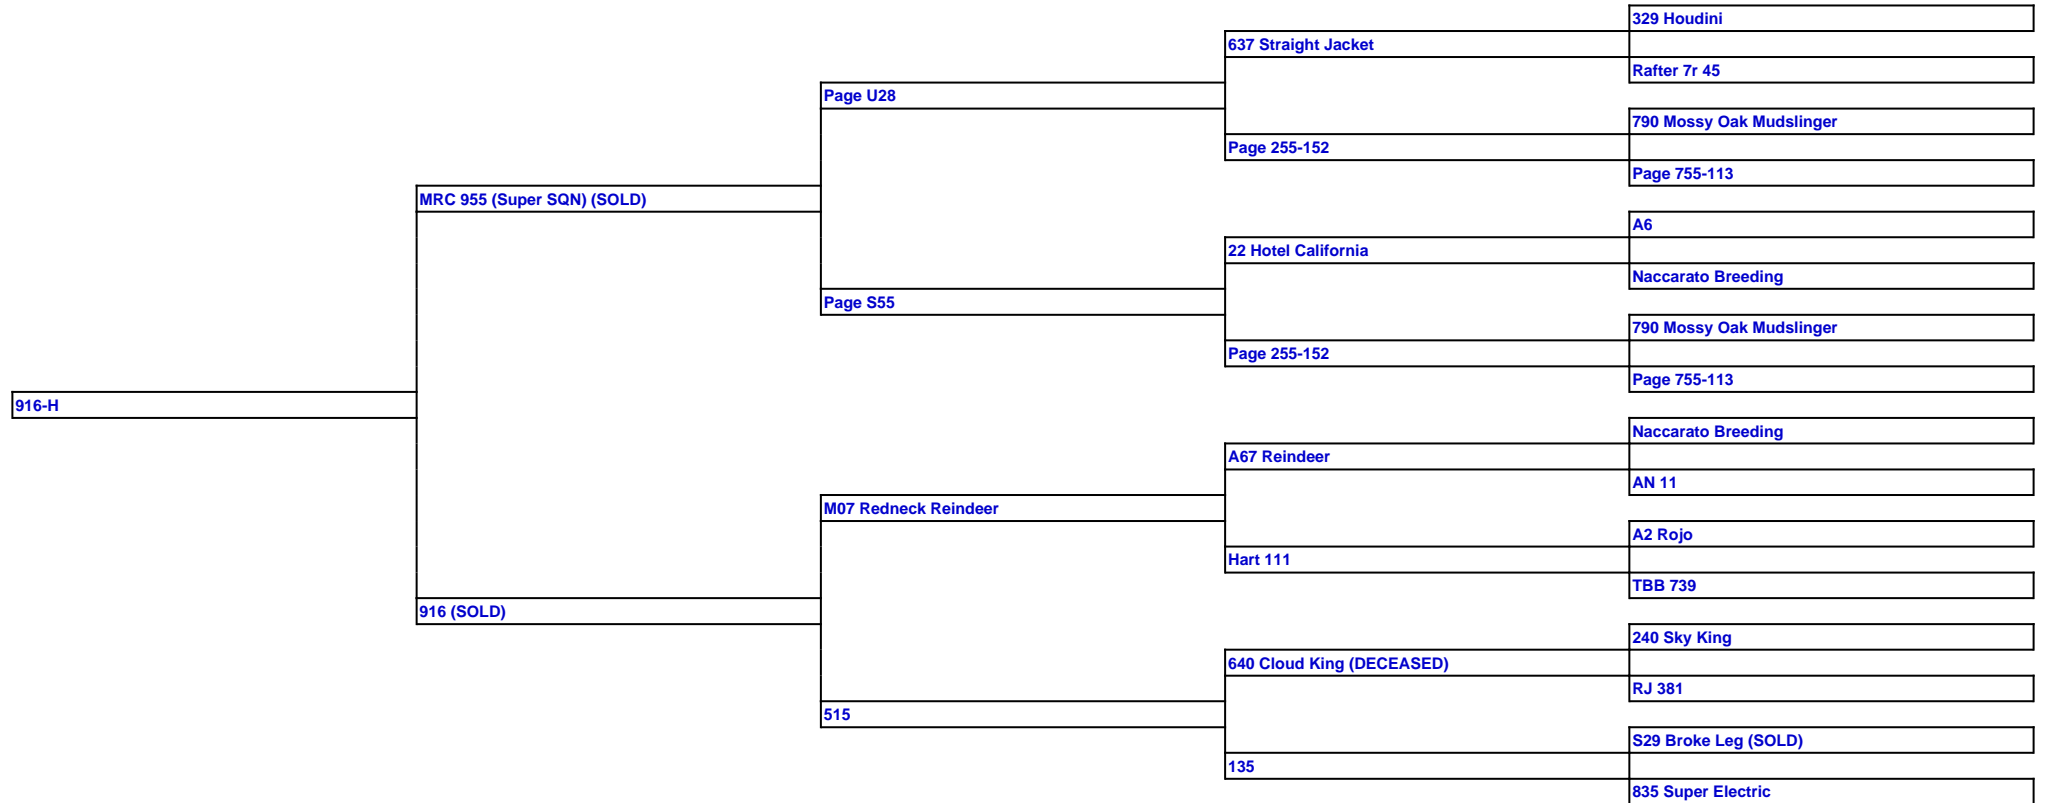 329 Houdini
637 Straight Jacket
Rafter 7r 45
Page U28
790 Mossy Oak Mudslinger
Page 255-152
Page 755-113
MRC 955 (Super SQN) (SOLD)
A6
22 Hotel California
Naccarato Breeding
Page S55
790 Mossy Oak Mudslinger
Page 255-152
Page 755-113
916-H
Naccarato Breeding
A67 Reindeer
AN 11
M07 Redneck Reindeer
A2 Rojo
Hart 111
TBB 739
916 (SOLD)
240 Sky King
640 Cloud King (DECEASED)
RJ 381
515
S29 Broke Leg (SOLD)
135
835 Super Electric